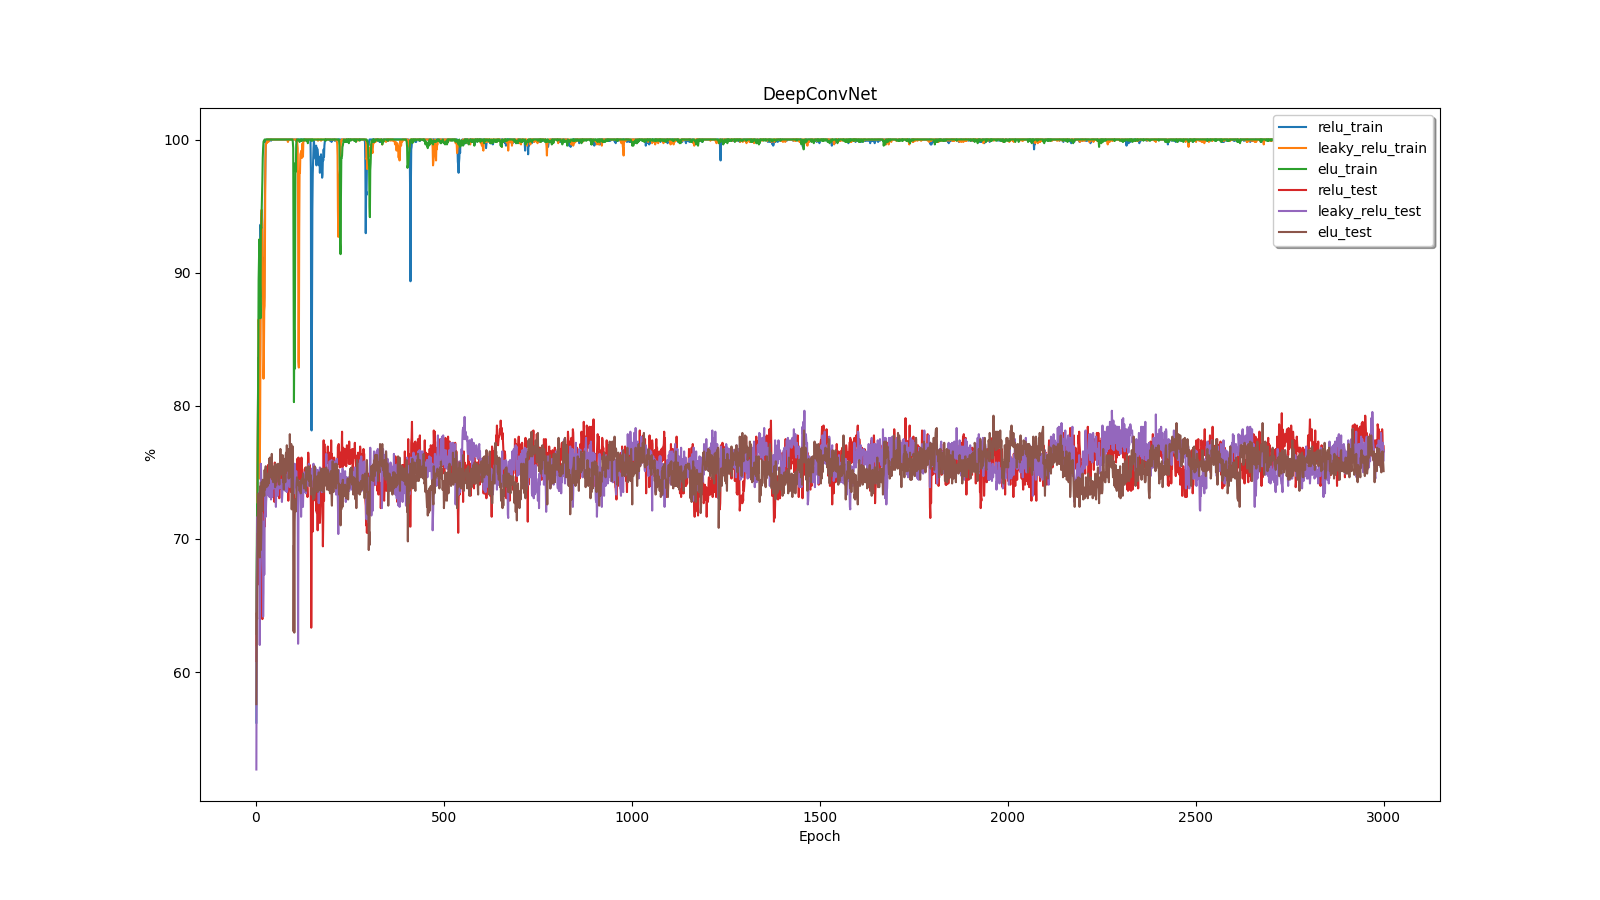 DeepConvNet
relu_train
leaky_relu_train
elu_train
relu_test
leaky_relu_test
elu_test
100
90
80
70
60
%
0
500
1000
1500
2000
2500
3000
Epoch